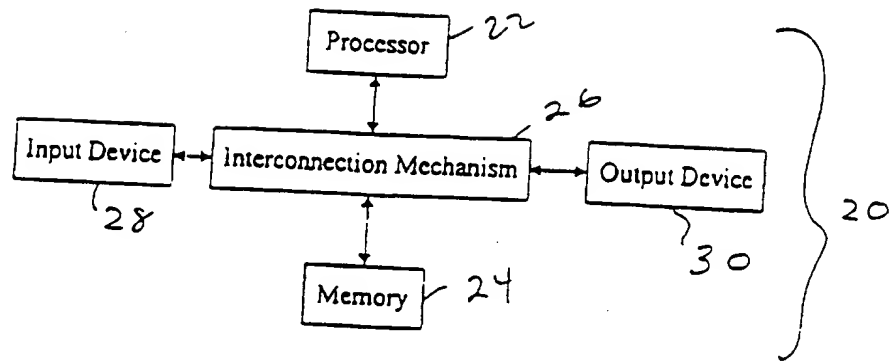 Processor
22
26
Input Device
Interconnection Mechanism
Output Device
20
28
30
Memory
24